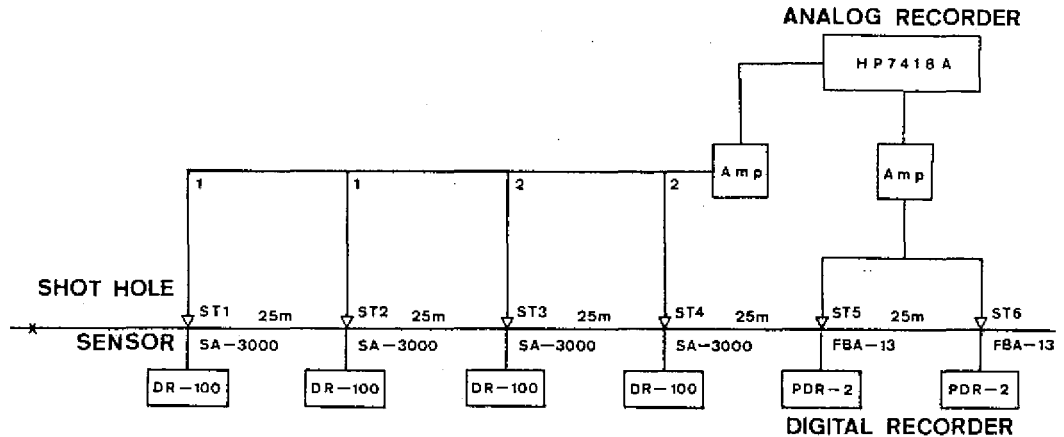 ANALOG RECORDER
HP7418A
Amp
Amp
1
1
2
2
SHOT HOLE
ST1 25m ST2 25m ST3 25m ST4 25m ST5 25m ST6
x
SENSOR
SA-3000 SA-3000 SA-3000 SA-3000 FBA-13 FBA-13
DR-100 DR-100 DR-100 DR-100 PDR-2 PDR-2
DIGITAL RECORDER